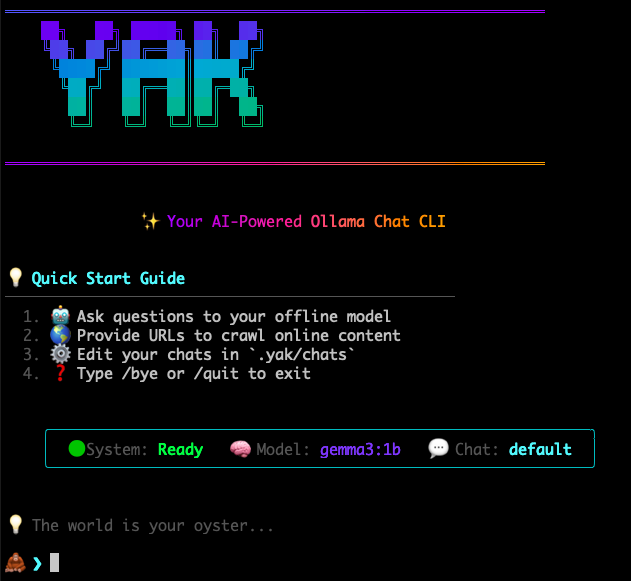 YAK
✨ Your AI-Powered Ollama Chat CLI
💡 Quick Start Guide
1. 🤖 Ask questions to your offline model
2. 🌎 Provide URLs to crawl online content
3. ⚙️ Edit your chats in `.yak/chats`
4. ❓ Type /bye or /quit to exit
🟢System: Ready 🧠 Model: gemma3:1b 💬 Chat: default
💡 The world is your oyster...
🦧 ❯